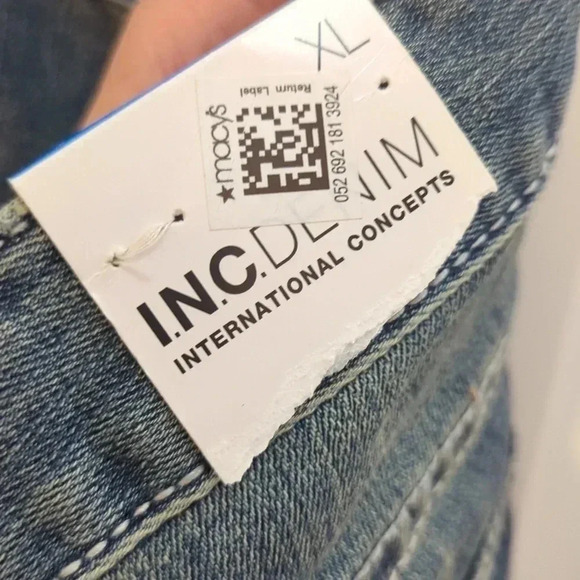 XL
Return Label
★macy's
052 692 181 3924
I.N.C.DENIM
INTERNATIONAL CONCEPTS